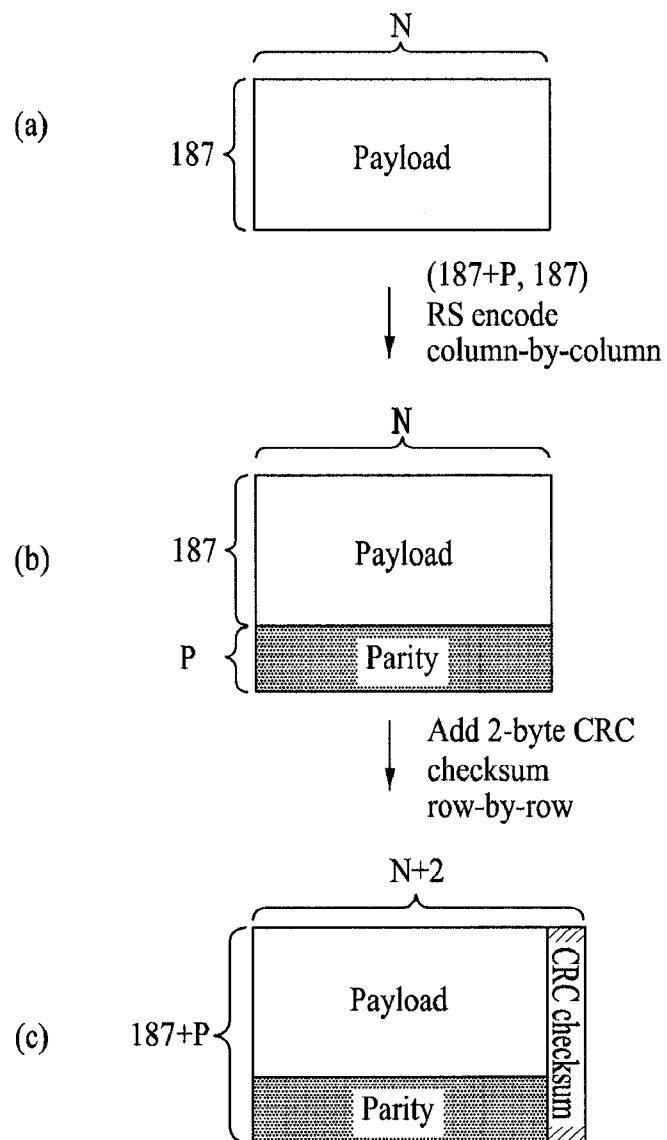 N
(a)
187
Payload
(187+P, 187)
RS encode
column-by-column
N
(b)
187
Payload
P
Parity
Add 2-byte CRC
checksum
row-by-row
N+2
(c)
187+P
Payload
CRC checksum
Parity